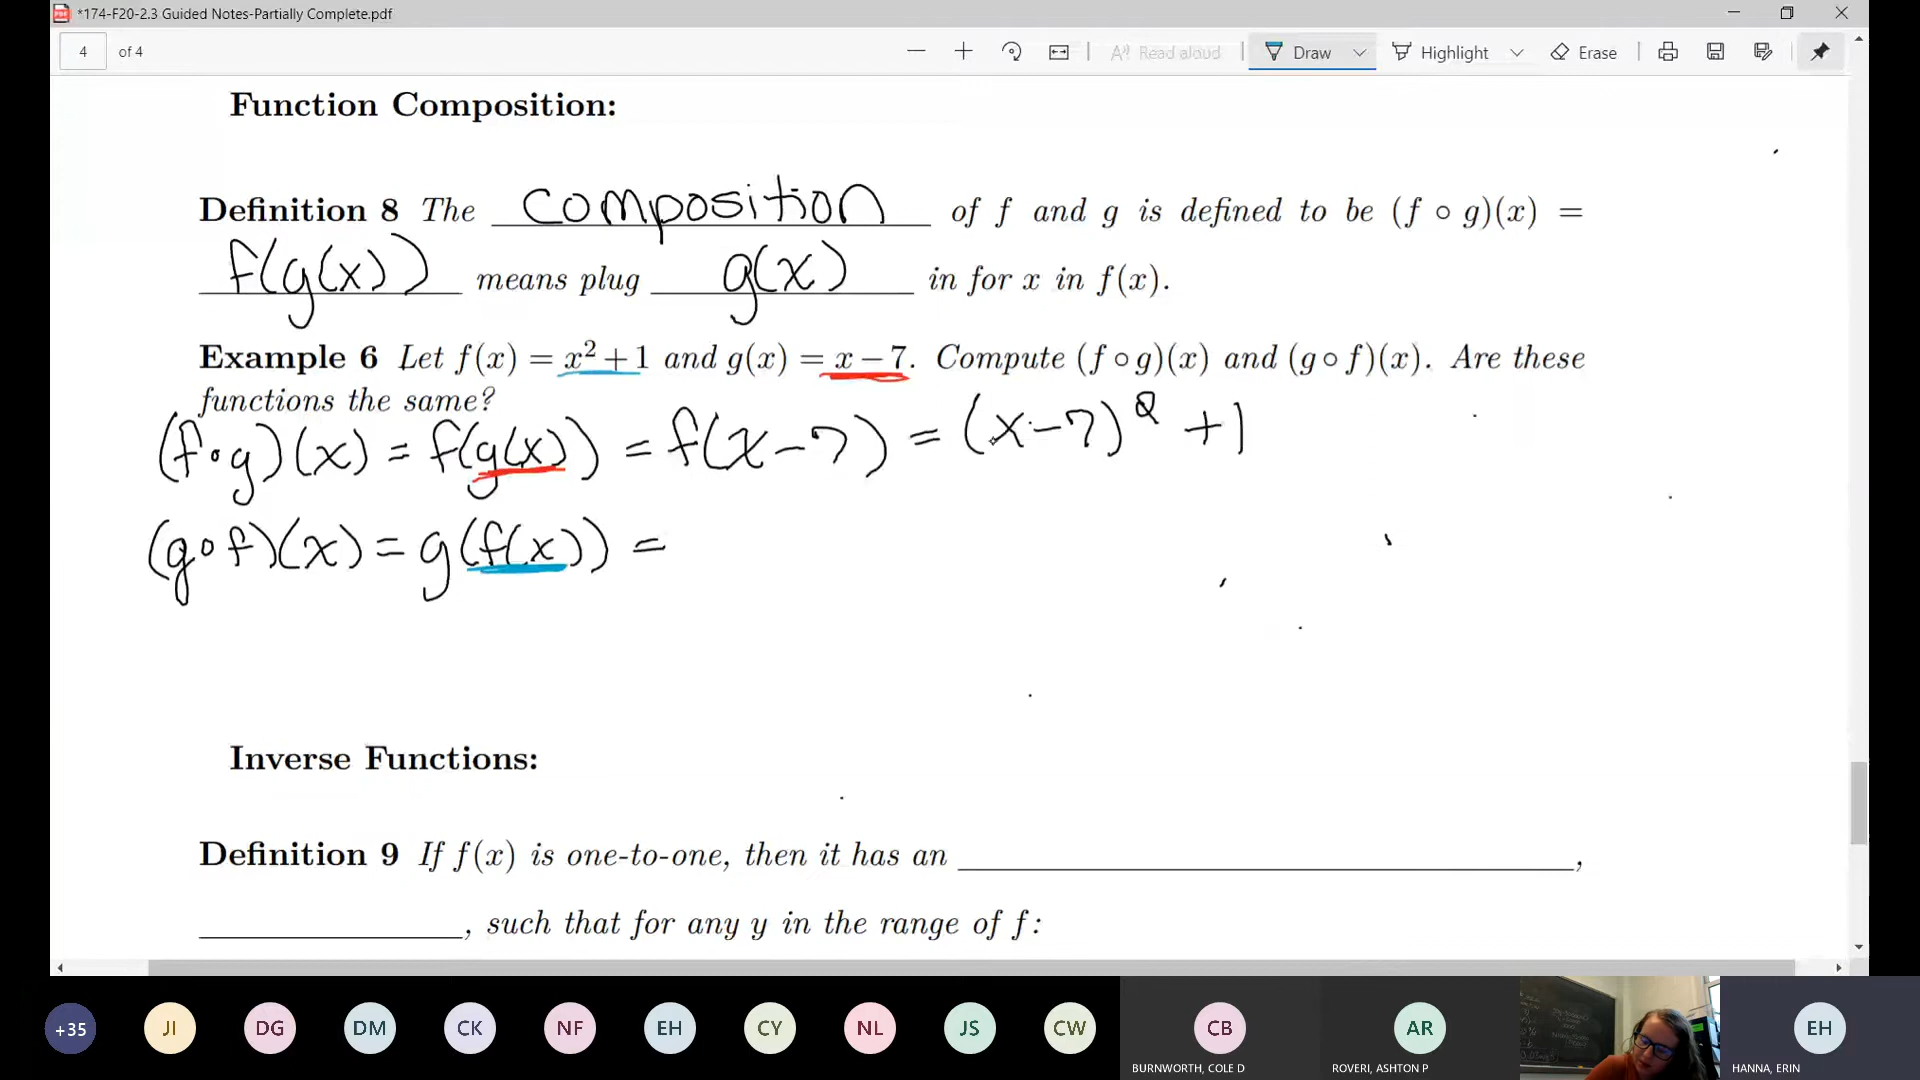 *174-F20-2.3 Guided Notes-Partially Complete.pdf
4 of 4 Read aloud Draw Highlight Erase
Function Composition:
Definition 8 The composition of f and g is defined to be (f ∘ g)(x) =
f(g(x)) means plug g(x) in for x in f(x).
Example 6 Let f(x) = x² + 1 and g(x) = x − 7. Compute (f ∘ g)(x) and (g ∘ f)(x). Are these
functions the same?
(f∘g)(x) = f(g(x)) = f(x−7) = (x−7)² + 1
(g∘f)(x) = g(f(x)) =
Inverse Functions:
Definition 9 If f(x) is one-to-one, then it has an ,
, such that for any y in the range of f:
+35 JI DG DM CK NF EH CY NL JS CW CB AR EH
BURNWORTH, COLE D ROVERI, ASHTON P HANNA, ERIN